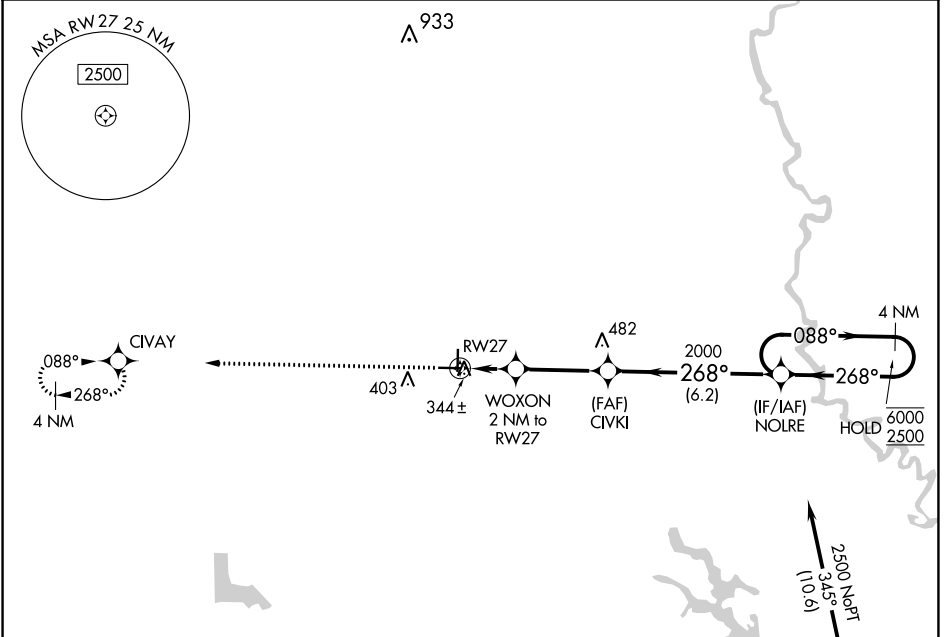 MSA RW27 25 NM
2500
933
CIVAY
088°
268°
4 NM
403
344 ±
RW27
WOXON
2 NM to
RW27
482
(FAF)
CIVKI
2000
268°
(6.2)
(IF/IAF)
NOLRE
088°
4 NM
268°
HOLD
6000
2500
2500 NoPT
345°
(10.6)